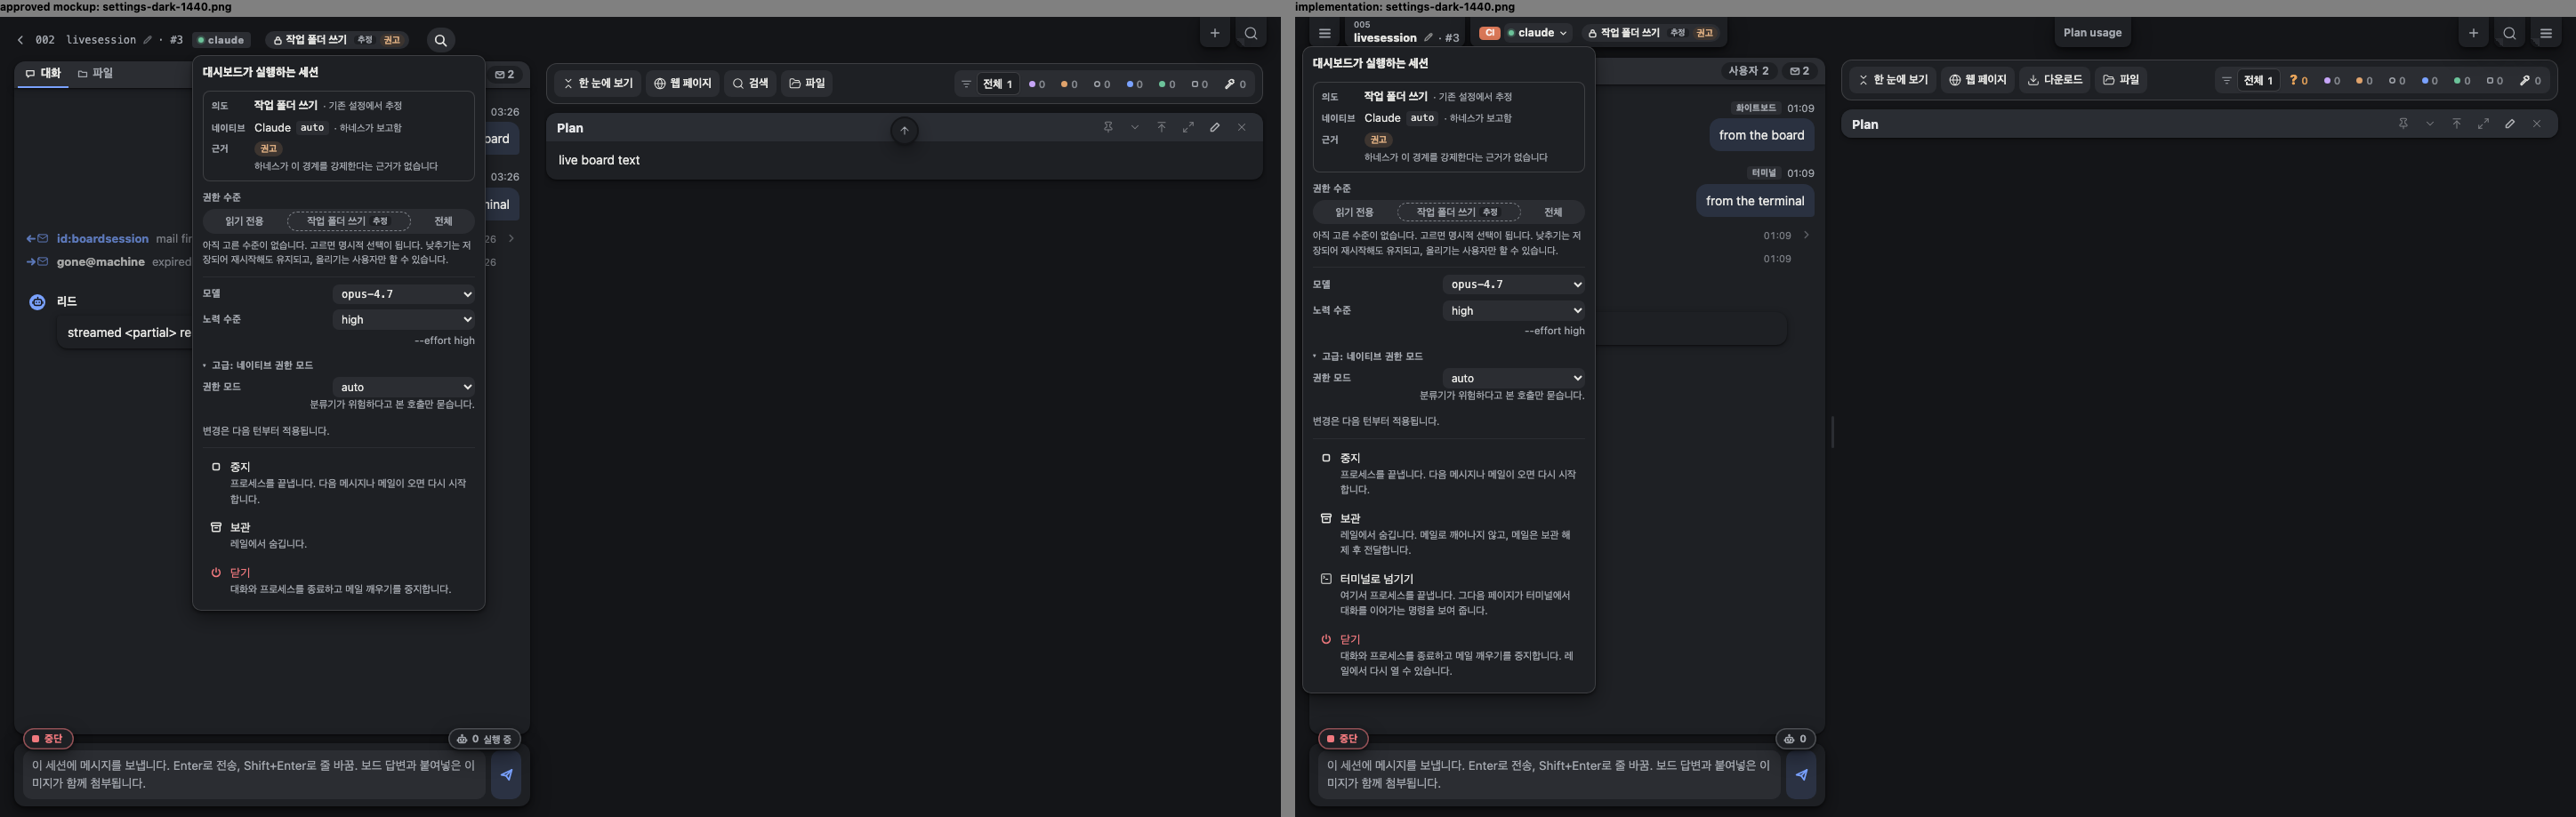 approved mockup: settings-dark-1440.png
002 livesession · #3 claude 작업 폴더 쓰기 추정 권고
대화 파일
2
대시보드가 실행하는 세션
의도 작업 폴더 쓰기 · 기존 설정에서 추정
네이티브 Claude auto · 하네스가 보고함
근거 권고
하네스가 이 경계를 강제한다는 근거가 없습니다
권한 수준
읽기 전용 작업 폴더 쓰기 추정 전체
아직 고른 수준이 없습니다. 고르면 명시적 선택이 됩니다. 낮추기는 저
장되어 재시작해도 유지되고, 올리기는 사용자만 할 수 있습니다.
모델 opus-4.7
노력 수준 high
--effort high
고급: 네이티브 권한 모드
권한 모드 auto
분류기가 위험하다고 본 호출만 묻습니다.
변경은 다음 턴부터 적용됩니다.
중지
프로세스를 끝냅니다. 다음 메시지나 메일이 오면 다시 시작
합니다.
보관
레일에서 숨깁니다.
닫기
대화와 프로세스를 종료하고 메일 깨우기를 중지합니다.
03:26
ard
03:26
inal
id:boardsession mail fir 26
gone@machine expired 26
리드
streamed <partial> re
중단
0 실행 중
이 세션에 메시지를 보냅니다. Enter로 전송, Shift+Enter로 줄 바꿈. 보드 답변과 붙여넣은 이
미지가 함께 첨부됩니다.
한 눈에 보기 웹 페이지 검색 파일
전체 1 0 0 0 0 0 0 0
Plan
live board text
implementation: settings-dark-1440.png
005
livesession · #3 Cl claude 작업 폴더 쓰기 추정 권고
Plan usage
사용자 2 2
대시보드가 실행하는 세션
의도 작업 폴더 쓰기 · 기존 설정에서 추정
네이티브 Claude auto · 하네스가 보고함
근거 권고
하네스가 이 경계를 강제한다는 근거가 없습니다
권한 수준
읽기 전용 작업 폴더 쓰기 추정 전체
아직 고른 수준이 없습니다. 고르면 명시적 선택이 됩니다. 낮추기는 저
장되어 재시작해도 유지되고, 올리기는 사용자만 할 수 있습니다.
모델 opus-4.7
노력 수준 high
--effort high
고급: 네이티브 권한 모드
권한 모드 auto
분류기가 위험하다고 본 호출만 묻습니다.
변경은 다음 턴부터 적용됩니다.
중지
프로세스를 끝냅니다. 다음 메시지나 메일이 오면 다시 시작
합니다.
보관
레일에서 숨깁니다. 메일로 깨어나지 않고, 메일은 보관 해
제 후 전달합니다.
터미널로 넘기기
여기서 프로세스를 끝냅니다. 그다음 페이지가 터미널에서
대화를 이어가는 명령을 보여 줍니다.
닫기
대화와 프로세스를 종료하고 메일 깨우기를 중지합니다. 레
일에서 다시 열 수 있습니다.
화이트보드 01:09
from the board
터미널 01:09
from the terminal
01:09
01:09
중단
0
이 세션에 메시지를 보냅니다. Enter로 전송, Shift+Enter로 줄 바꿈. 보드 답변과 붙여넣은 이
미지가 함께 첨부됩니다.
한 눈에 보기 웹 페이지 다운로드 파일
전체 1 ? 0 0 0 0 0 0 0 0
Plan